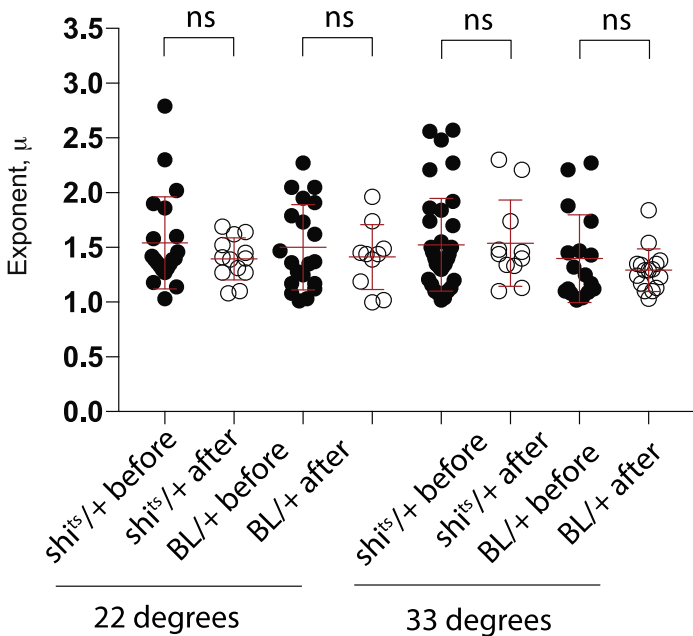 ns ns ns ns
Exponent, μ
3.5
3.0
2.5
2.0
1.5
1.0
0.5
0.0
shiᵗˢ/+ before
shiᵗˢ/+ after
BL/+ before
BL/+ after
shiᵗˢ/+ before
shiᵗˢ/+ after
BL/+ before
BL/+ after
22 degrees
33 degrees